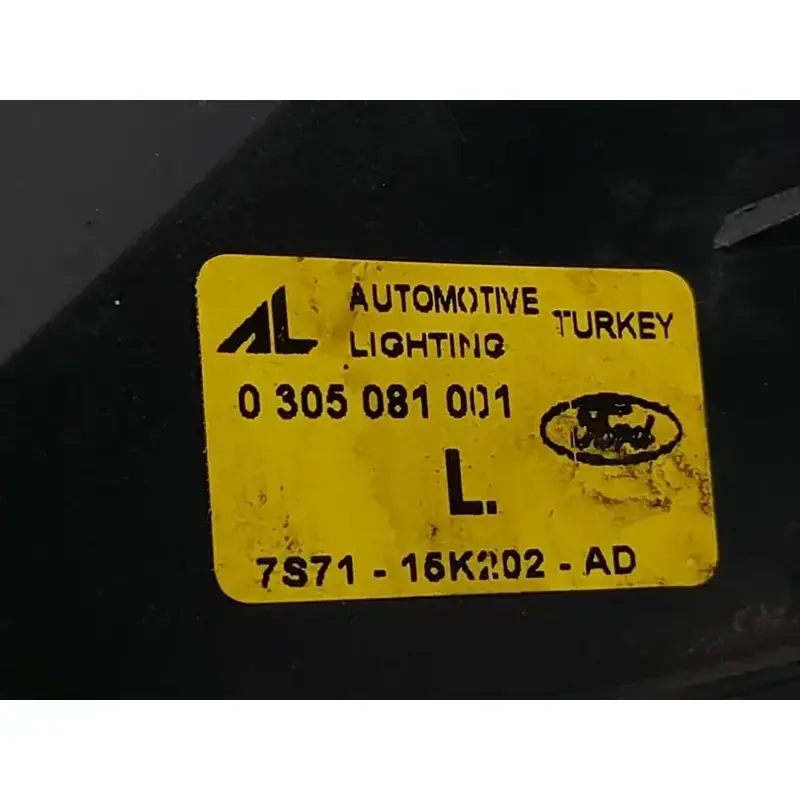 AL AUTOMOTIVE TURKEY
LIGHTING
0 305 081 001
Ford
L.
7S71 - 15K202 - AD